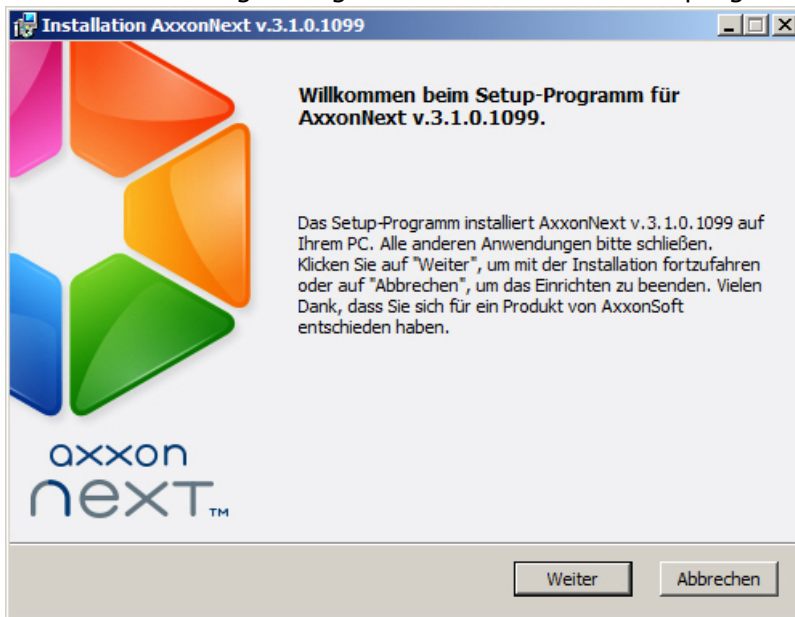 Installation AxxonNext v.3.1.0.1099
Willkommen beim Setup-Programm für
AxxonNext v.3.1.0.1099.
Das Setup-Programm installiert AxxonNext v.3.1.0.1099 auf
Ihrem PC. Alle anderen Anwendungen bitte schließen.
Klicken Sie auf "Weiter", um mit der Installation fortzufahren
oder auf "Abbrechen", um das Einrichten zu beenden. Vielen
Dank, dass Sie sich für ein Produkt von AxxonSoft
entschieden haben.
axxon
next™
Weiter
Abbrechen